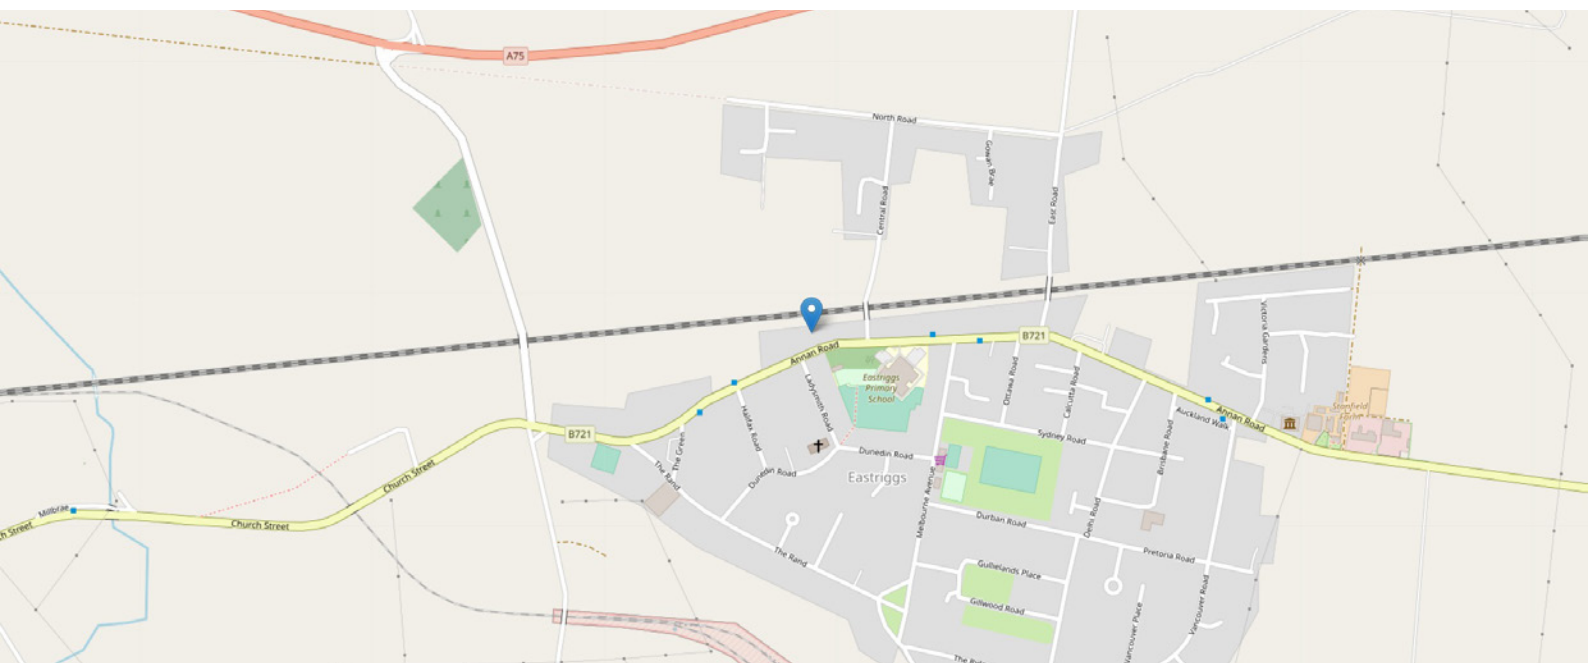 A75
North Road
Gowan Brae
Central Road
East Road
B721
Annan Road
Eastriggs
Primary
School
Ladysmith Road
Ottawa Road
Calcutta Road
Victoria Gardens
Annan Road
Auckland Walk
B721
Halifax Road
The Green
The Rand
Dunedin Road
Dunedin Road
Sydney Road
Brisbane Road
Church Street
Eastriggs
Melbourne Avenue
Millbrae
Church Street
Durban Road
Delhi Road
Pretoria Road
The Rand
Gullielands Place
Gillwood Road
Vancouver Road
Vancouver Place